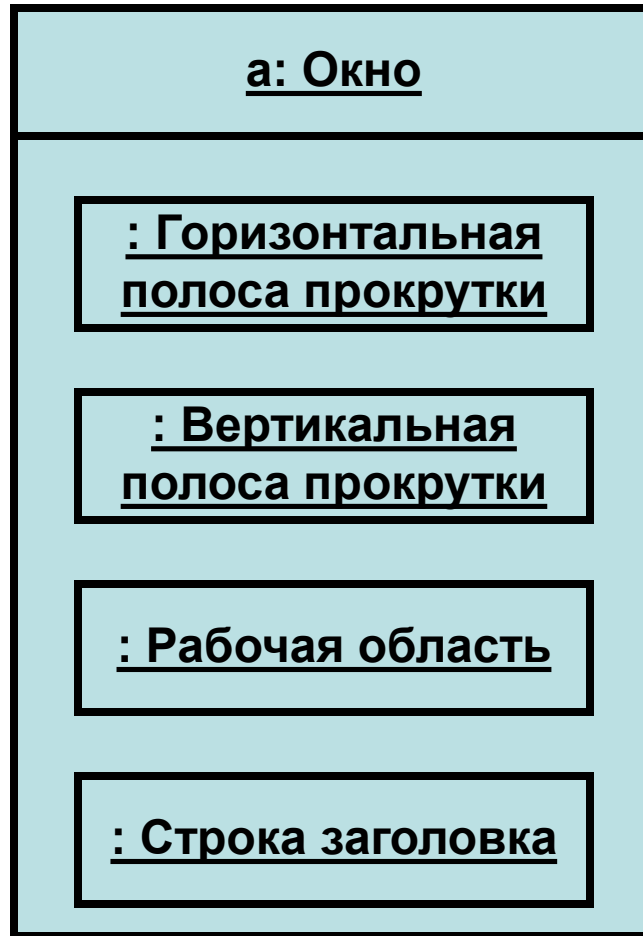 а: Окно
: Горизонтальная
полоса прокрутки
: Вертикальная
полоса прокрутки
: Рабочая область
: Строка заголовка